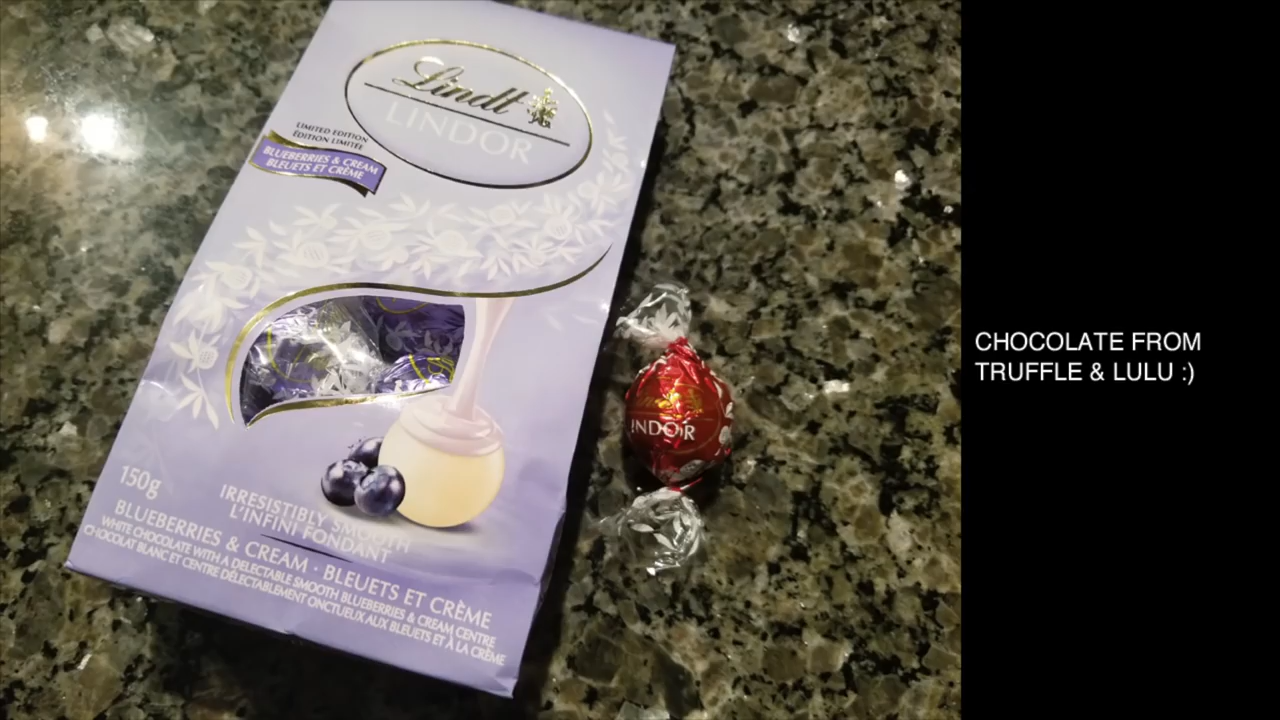 Lindt
LINDOR
LIMITED EDITION
ÉDITION LIMITÉE
BLUEBERRIES & CREAM
BLEUETS ET CRÈME
150g
IRRESISTIBLY SMOOTH
L'INFINI FONDANT
BLUEBERRIES & CREAM · BLEUETS ET CRÈME
WHITE CHOCOLATE WITH A DELECTABLE SMOOTH BLUEBERRIES & CREAM CENTRE
CHOCOLAT BLANC ET CENTRE DÉLECTABLEMENT ONCTUEUX AUX BLEUETS ET À LA CRÈME
INDOR
CHOCOLATE FROM
TRUFFLE & LULU :)